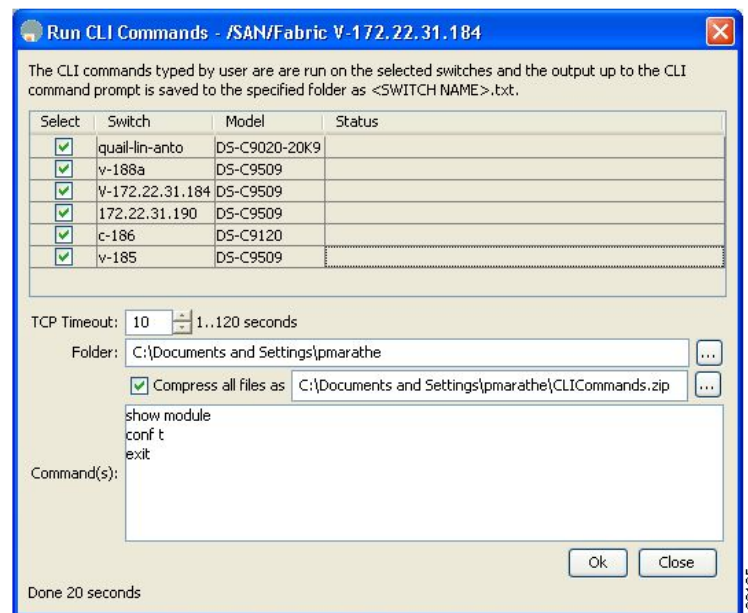 Run CLI Commands - /SAN/Fabric V-172.22.31.184
The CLI commands typed by user are are run on the selected switches and the output up to the CLI
command prompt is saved to the specified folder as <SWITCH NAME>.txt.
Select Switch Model Status
quail-lin-anto DS-C9020-20K9
v-188a DS-C9509
V-172.22.31.184 DS-C9509
172.22.31.190 DS-C9509
c-186 DS-C9120
v-185 DS-C9509
TCP Timeout: 10 1..120 seconds
Folder: C:\Documents and Settings\pmarathe ...
Compress all files as C:\Documents and Settings\pmarathe\CLICommands.zip ...
show module
conf t
exit
Command(s):
Ok Close
Done 20 seconds